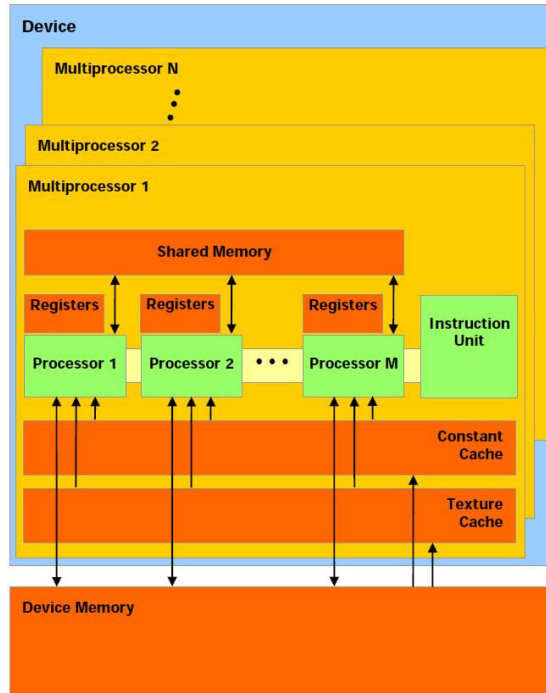 Device
Multiprocessor N
Multiprocessor 2
Multiprocessor 1
Shared Memory
Registers
Registers
Registers
Instruction
Unit
Processor 1
Processor 2
Processor M
Constant
Cache
Texture
Cache
Device Memory